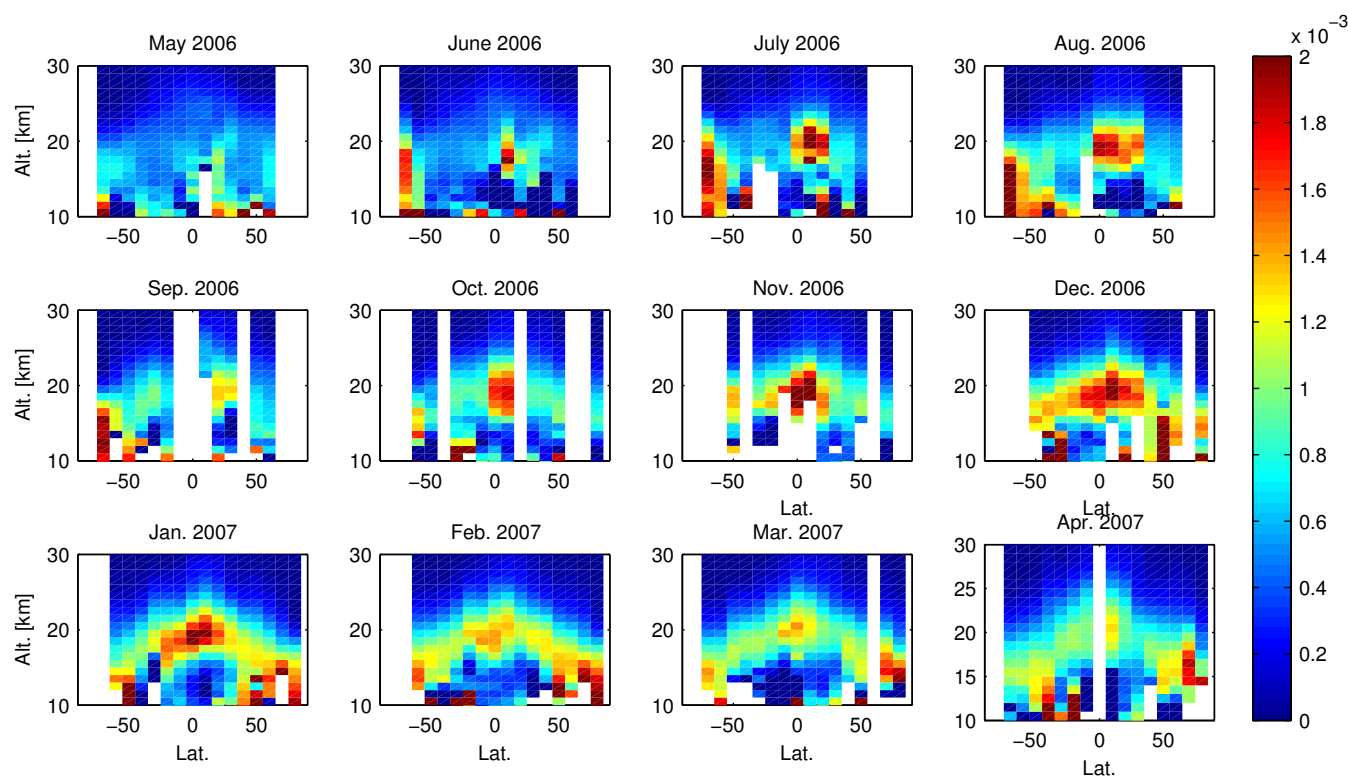 x 10−3
May 2006 June 2006 July 2006 Aug. 2006
30 30 30 30 2
Alt. [km] 20 20 20 20 1.8
10 10 10 10 1.6
−50 0 50 −50 0 50 −50 0 50 −50 0 50
1.4
Sep. 2006 Oct. 2006 Nov. 2006 Dec. 2006
30 30 30 30
1.2
Alt. [km] 20 20 20 20 1
10 10 10 10 0.8
−50 0 50 −50 0 50 −50 0 50 −50 0 50
Lat. Lat.
Jan. 2007 Feb. 2007 Mar. 2007 Apr. 2007
0.6
30 30 30 30
25
0.4
Alt. [km] 20 20 20 20
15
0.2
10 10 10 10 0
−50 0 50 −50 0 50 −50 0 50 −50 0 50
Lat. Lat. Lat. Lat.